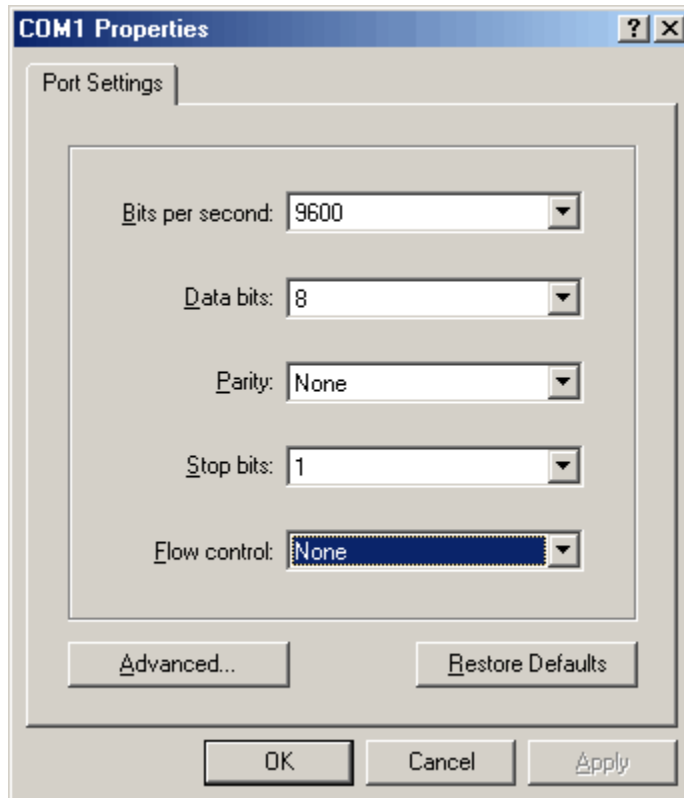 COM1 Properties
Port Settings
Bits per second: 9600
Data bits: 8
Parity: None
Stop bits: 1
Flow control: None
Advanced... Restore Defaults
OK Cancel Apply